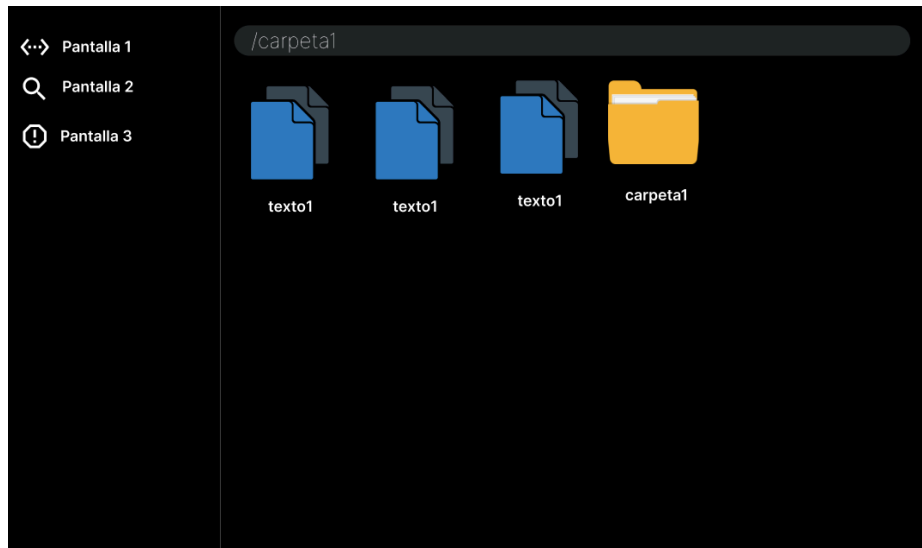 Pantalla 1
Pantalla 2
Pantalla 3
/carpeta1
texto1
texto1
texto1
carpeta1